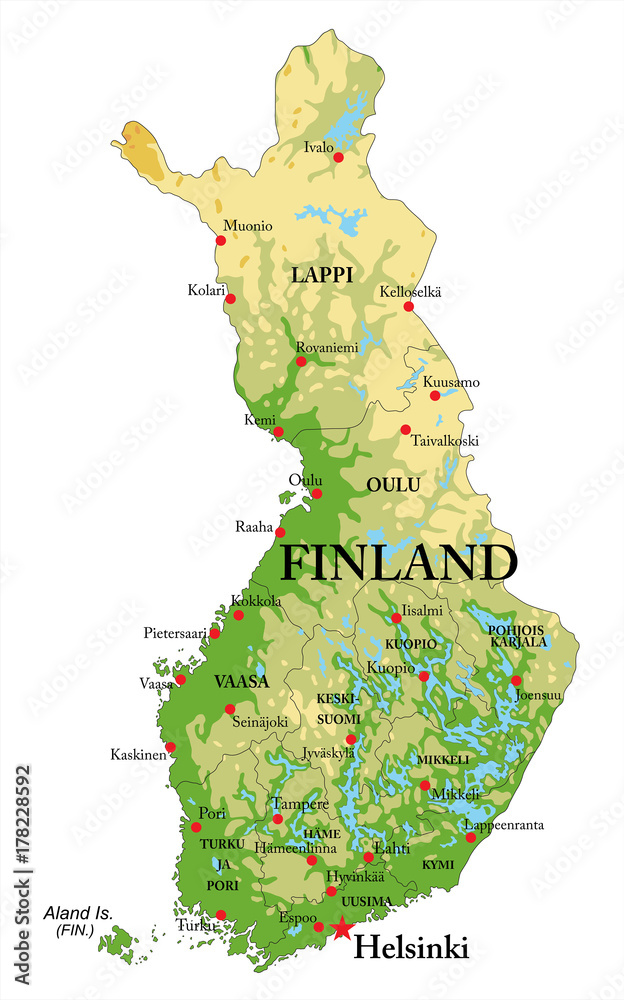 Ivalo
Muonio
LAPPI
Kolari
Kelloselkä
Rovaniemi
Kuusamo
Kemi
Taivalkoski
Oulu
OULU
Raaha
FINLAND
Kokkola
Iisalmi
Pietersaari
KUOPIO
POHJOIS
KARJALA
Kuopio
Vaasa
VAASA
Joensuu
KESKI-
SUOMI
Seinäjoki
Kaskinen
Jyväskylä
MIKKELI
Mikkeli
Tampere
Pori
Lappeenranta
TURKU
JA
PORI
HÄME
Hämeenlinna
Lahti
KYMI
Hyvinkää
UUSIMA
Aland Is.
(FIN.)
Turku
Espoo
Helsinki
Adobe Stock | 178228592